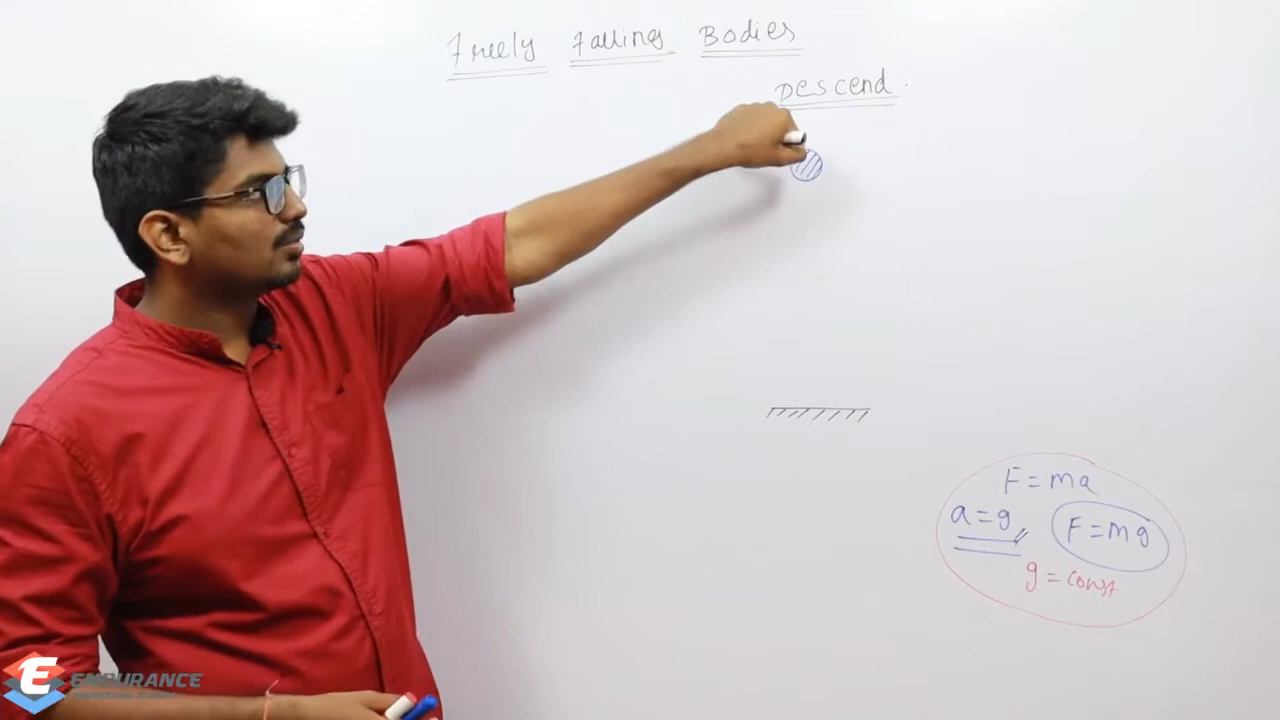 Freely Falling Bodies
Descend.
F = ma
a = g, F = mg
g = const
ENDURANCE